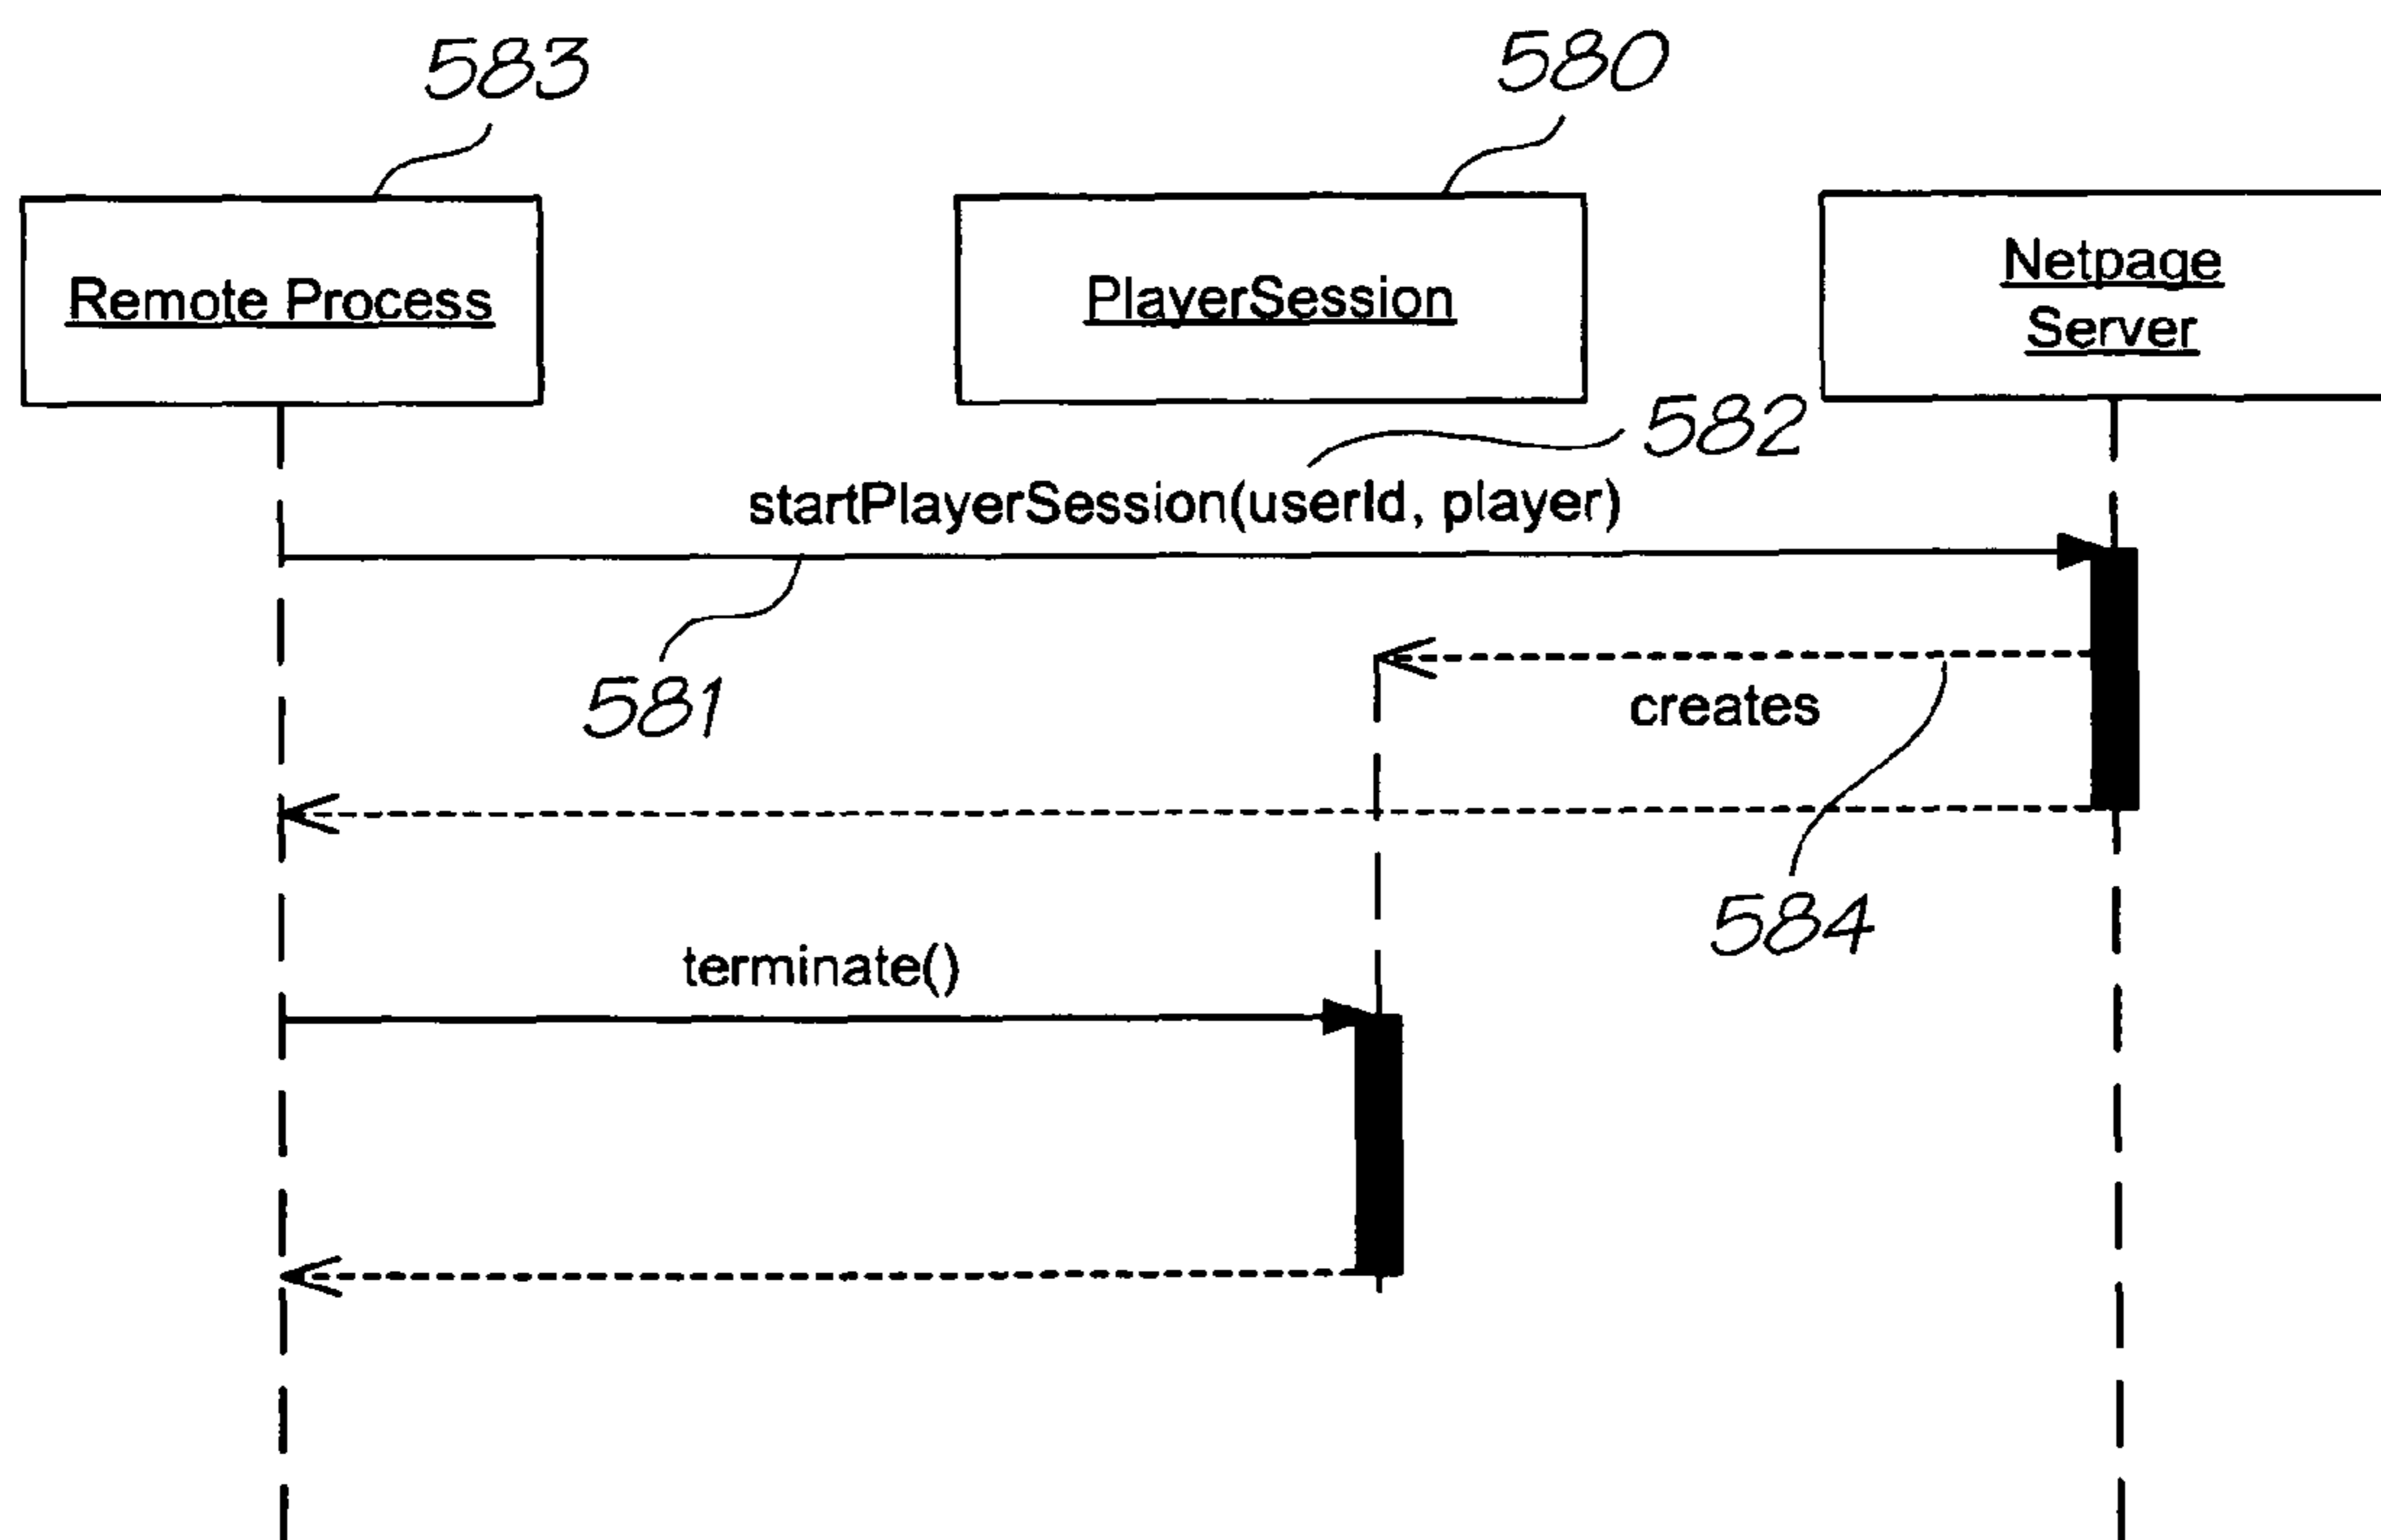 583
580
Remote Process
PlayerSession
Netpage
Server
582
startPlayerSession(userId, player)
581
creates
584
terminate()